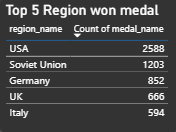 Top 5 Region won medal
region_name Count of medal_name
USA 2588
Soviet Union 1203
Germany 852
UK 666
Italy 594